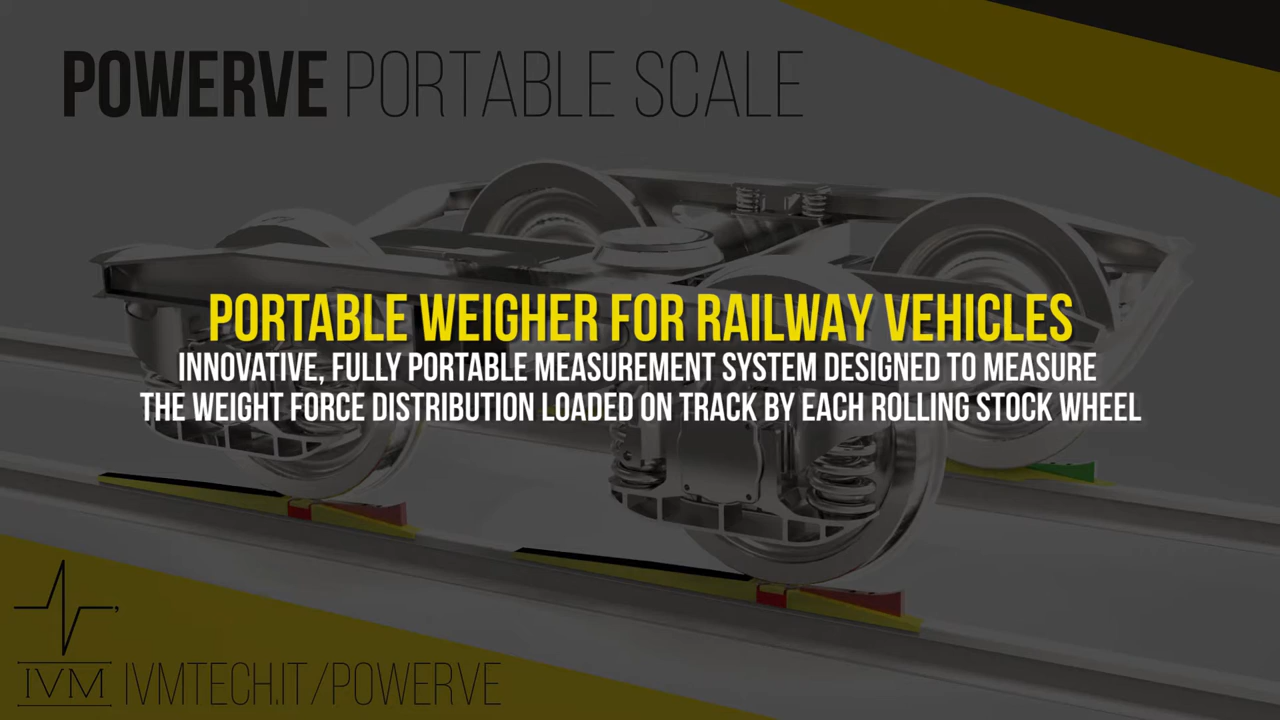 POWERVE PORTABLE SCALE
PORTABLE WEIGHER FOR RAILWAY VEHICLES
INNOVATIVE, FULLY PORTABLE MEASUREMENT SYSTEM DESIGNED TO MEASURE
THE WEIGHT FORCE DISTRIBUTION LOADED ON TRACK BY EACH ROLLING STOCK WHEEL
IVM IVMTECH.IT/POWERVE